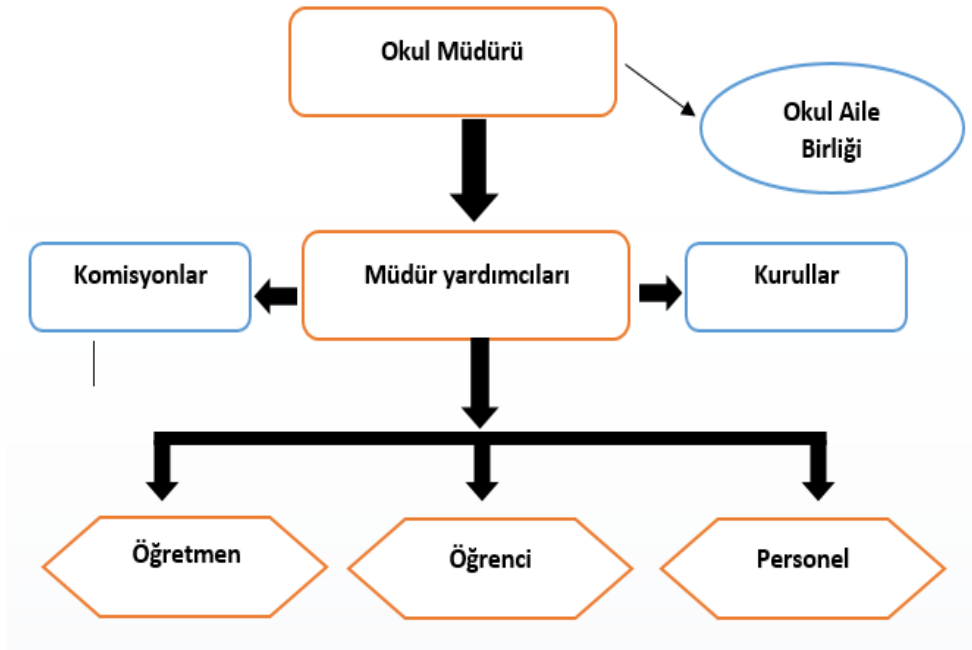 Okul Müdürü
Okul Aile
Birliği
Komisyonlar
Müdür yardımcıları
Kurullar
Öğretmen
Öğrenci
Personel